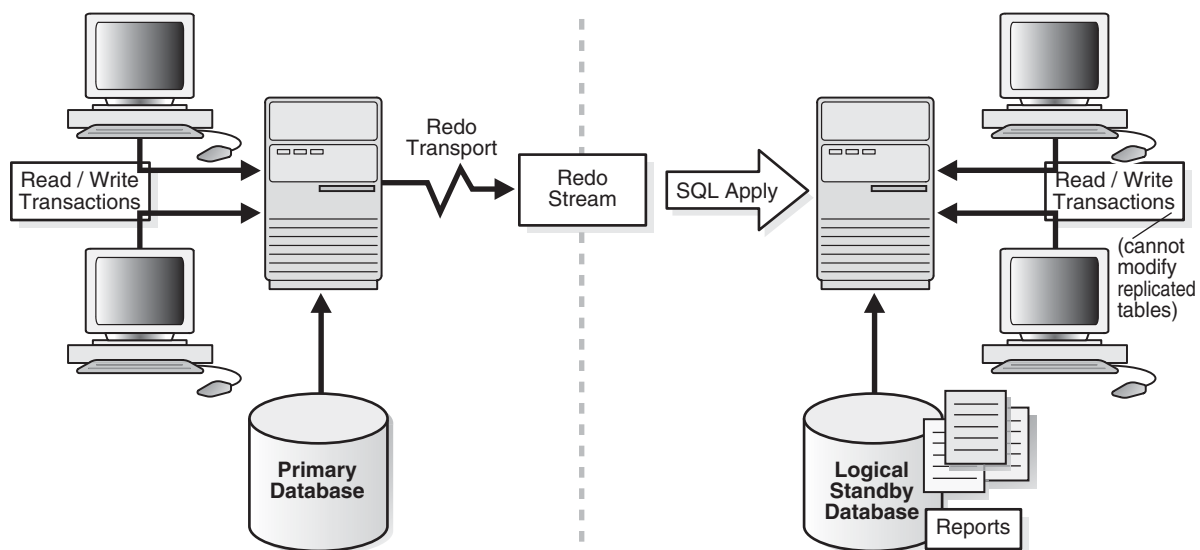 Read / Write
Transactions
Redo
Transport
Redo
Stream
SQL Apply
Read / Write
Transactions
(cannot
modify
replicated
tables)
Primary
Database
Logical
Standby
Database
Reports